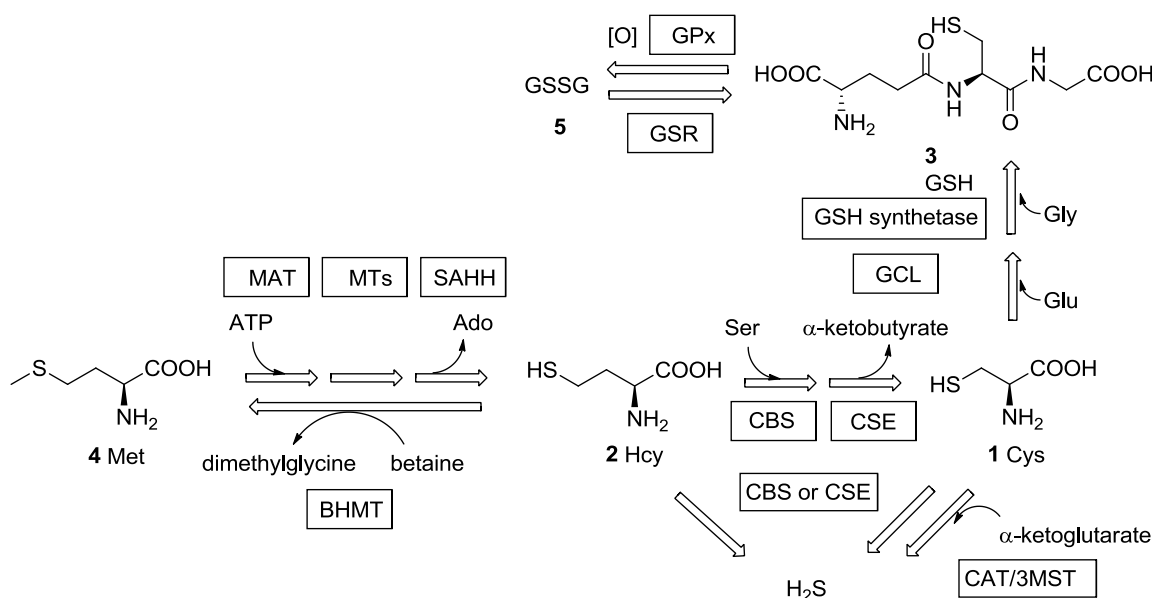 [O] GPx
HS
O
HOOC
N
H
H
N
COOH
NH2
O
GSSG
5
GSR
3
GSH
GSH synthetase
Gly
GCL
Glu
MAT MTs SAHH
ATP Ado
Ser α-ketobutyrate
S COOH
NH2
HS COOH
NH2
HS COOH
NH2
CBS CSE
4 Met
dimethylglycine betaine
2 Hcy
1 Cys
BHMT
CBS or CSE
α-ketoglutarate
CAT/3MST
H2S